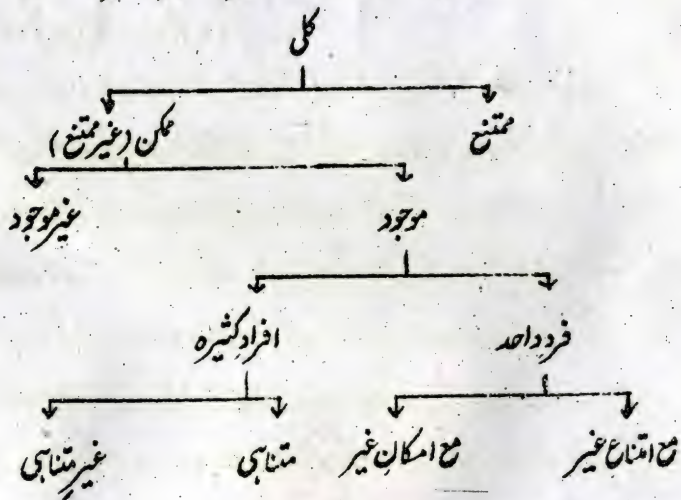 کلی
ممتنع ممکن (غیر ممتنع)
موجود غیر موجود
فرد واحد افراد کثیرہ
مع امتناع غیر مع امکان غیر متناہی غیر متناہی